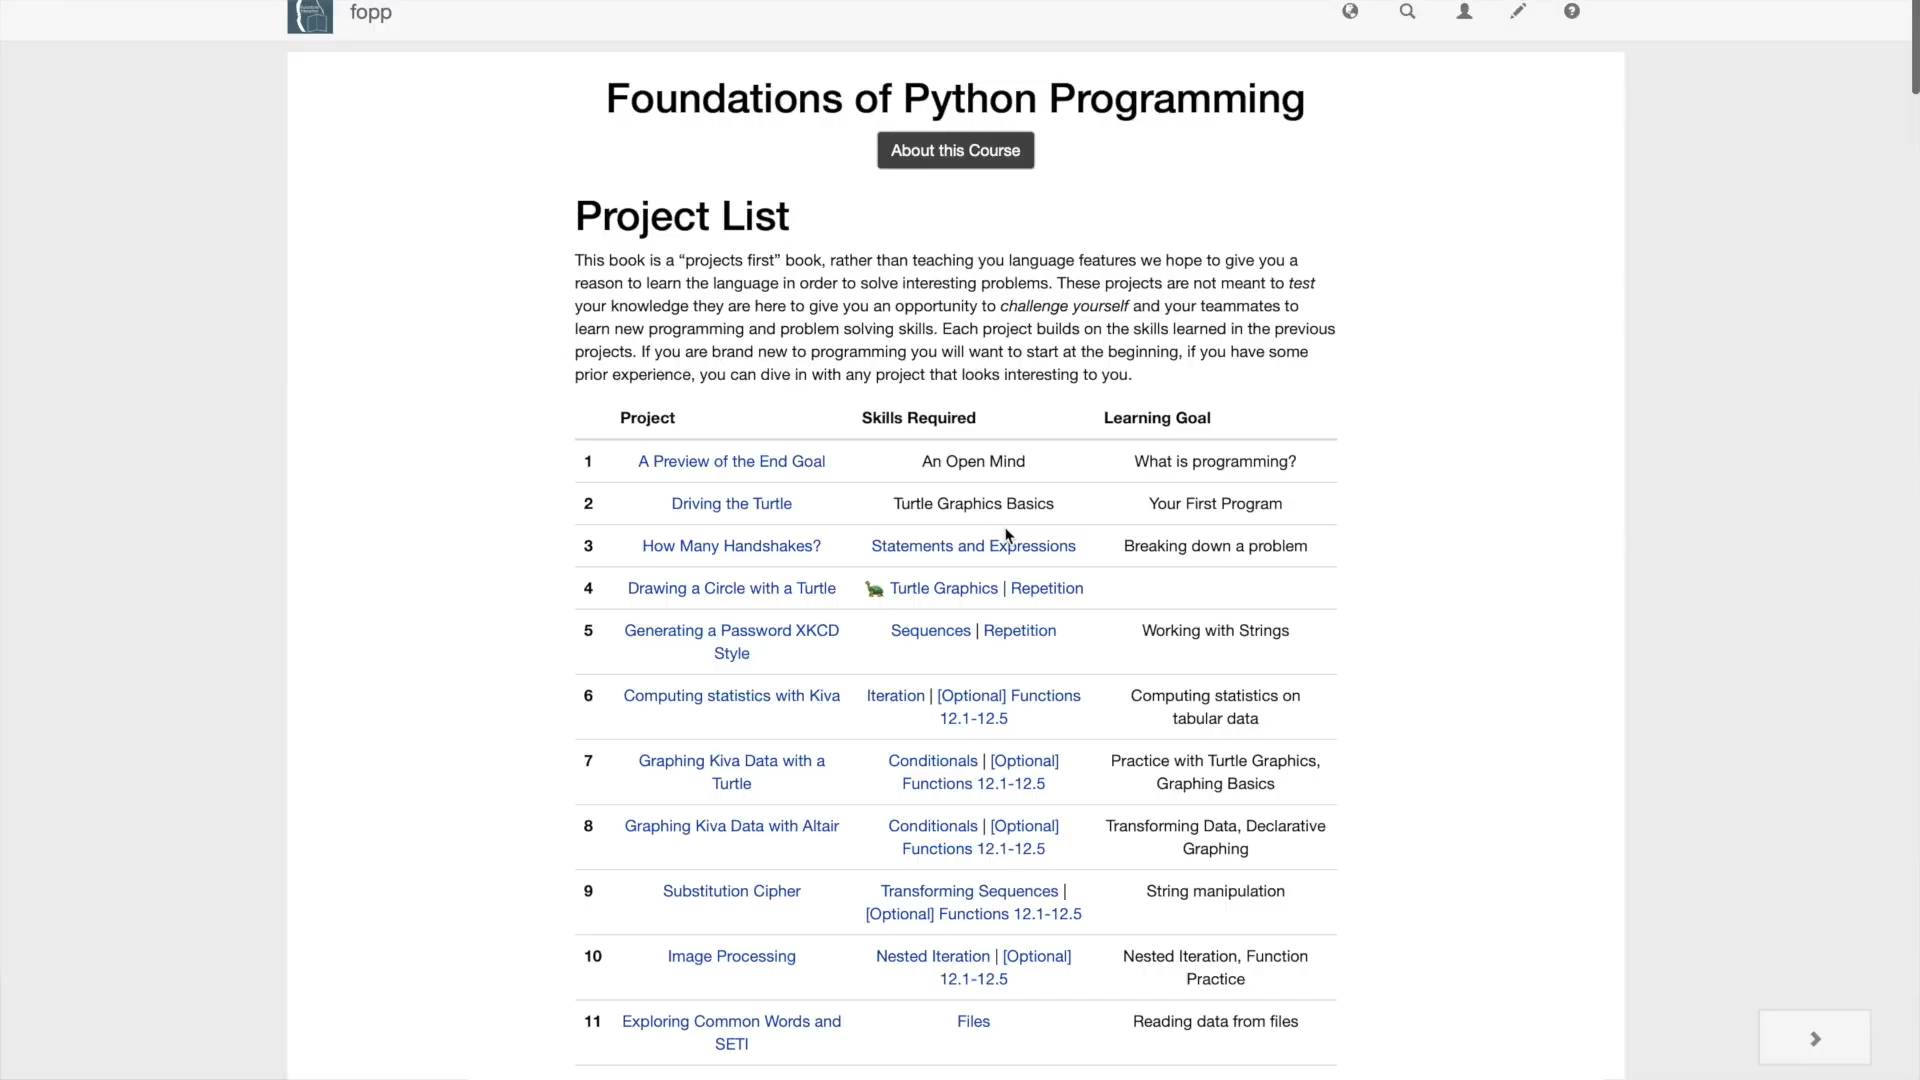 fopp
Foundations of Python Programming
About this Course
Project List
This book is a “projects first” book, rather than teaching you language features we hope to give you a
reason to learn the language in order to solve interesting problems. These projects are not meant to test
your knowledge they are here to give you an opportunity to challenge yourself and your teammates to
learn new programming and problem solving skills. Each project builds on the skills learned in the previous
projects. If you are brand new to programming you will want to start at the beginning, if you have some
prior experience, you can dive in with any project that looks interesting to you.
Project Skills Required Learning Goal
1 A Preview of the End Goal An Open Mind What is programming?
2 Driving the Turtle Turtle Graphics Basics Your First Program
3 How Many Handshakes? Statements and Expressions Breaking down a problem
4 Drawing a Circle with a Turtle Turtle Graphics | Repetition
5 Generating a Password XKCD Sequences | Repetition Working with Strings
Style
6 Computing statistics with Kiva Iteration | [Optional] Functions Computing statistics on
12.1-12.5 tabular data
7 Graphing Kiva Data with a Conditionals | [Optional] Practice with Turtle Graphics,
Turtle Functions 12.1-12.5 Graphing Basics
8 Graphing Kiva Data with Altair Conditionals | [Optional] Transforming Data, Declarative
Functions 12.1-12.5 Graphing
9 Substitution Cipher Transforming Sequences | String manipulation
[Optional] Functions 12.1-12.5
10 Image Processing Nested Iteration | [Optional] Nested Iteration, Function
12.1-12.5 Practice
11 Exploring Common Words and Files Reading data from files
SETI